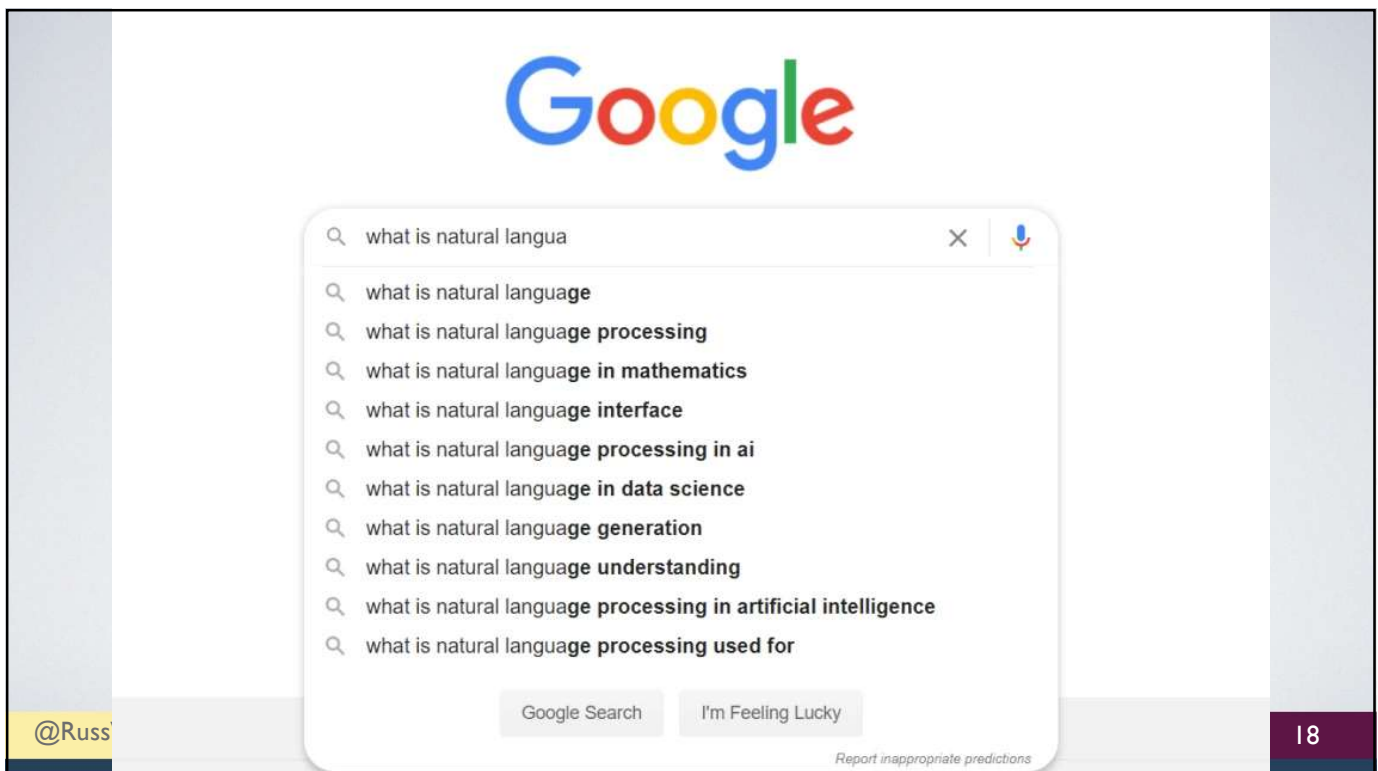 Google
what is natural langua
what is natural language
what is natural language processing
what is natural language in mathematics
what is natural language interface
what is natural language processing in ai
what is natural language in data science
what is natural language generation
what is natural language understanding
what is natural language processing in artificial intelligence
what is natural language processing used for
Google Search I'm Feeling Lucky
@Russ 18
Report inappropriate predictions